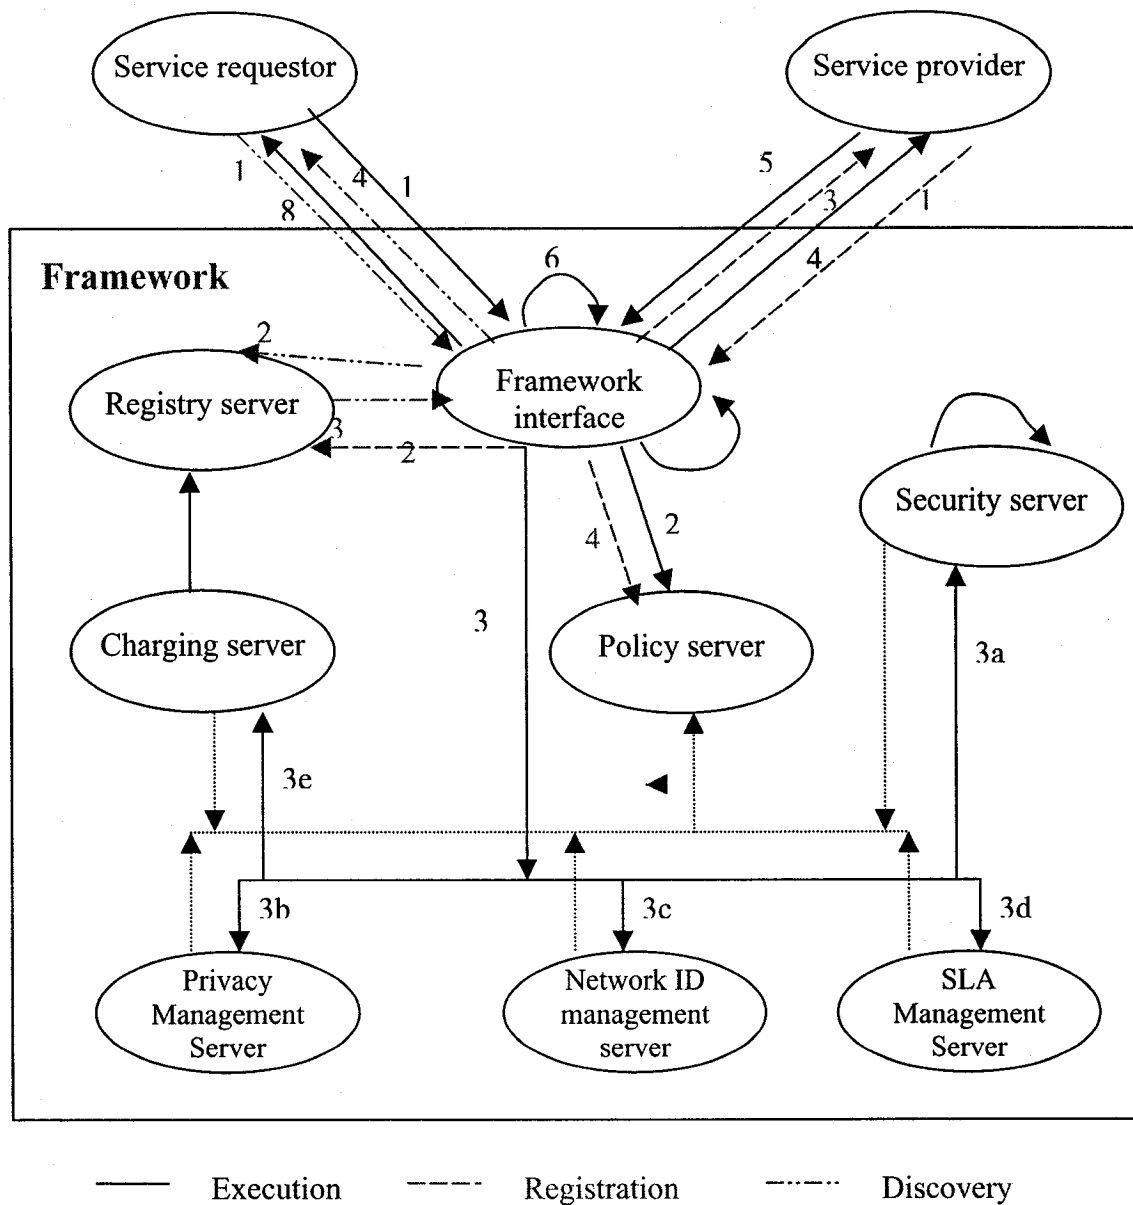 Service requestor
Service provider
1
8
4
1
5
3
1
4
Framework
6
2
Registry server
Framework
interface
3
2
Security server
4
2
3
Charging server
Policy server
3a
3e
3b
3c
3d
Privacy
Management
Server
Network ID
management
server
SLA
Management
Server
Execution
Registration
Discovery